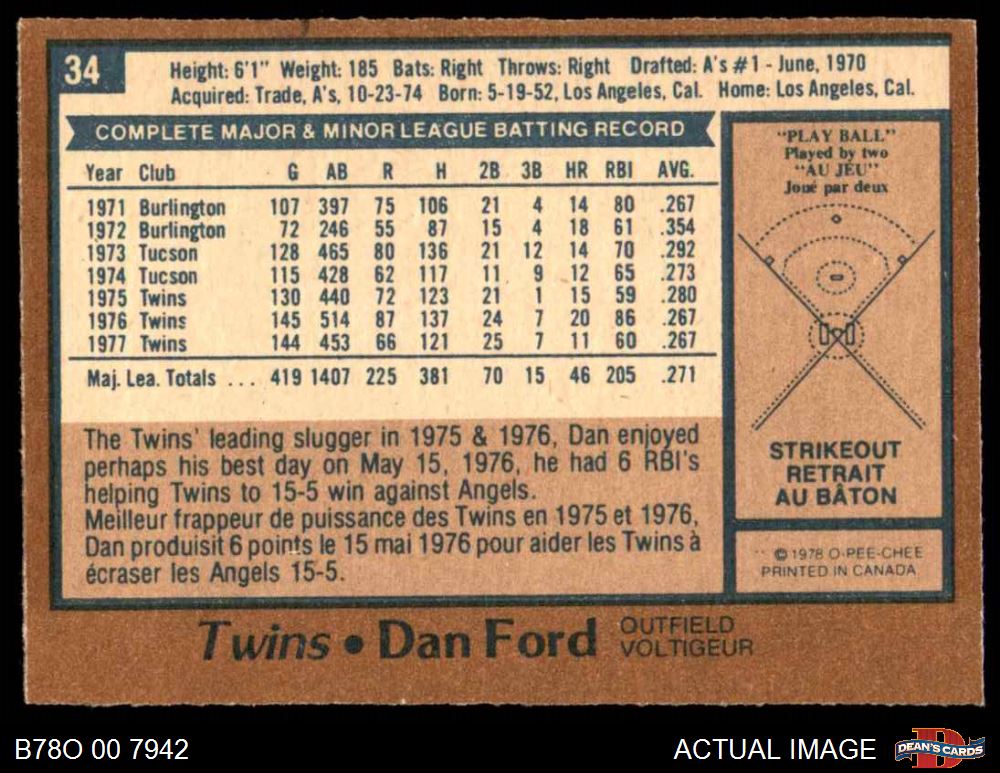 34
Height: 6'1" Weight: 185 Bats: Right Throws: Right Drafted: A's #1 - June, 1970
Acquired: Trade, A's, 10-23-74 Born: 5-19-52, Los Angeles, Cal. Home: Los Angeles, Cal.
COMPLETE MAJOR & MINOR LEAGUE BATTING RECORD
Year Club G AB R H 2B 3B HR RBI AVG.
1971 Burlington 107 397 75 106 21 4 14 80 .267
1972 Burlington 72 246 55 87 15 4 18 61 .354
1973 Tucson 128 465 80 136 21 12 14 70 .292
1974 Tucson 115 428 62 117 11 9 12 65 .273
1975 Twins 130 440 72 123 21 1 15 59 .280
1976 Twins 145 514 87 137 24 7 20 86 .267
1977 Twins 144 453 66 121 25 7 11 60 .267
Maj. Lea. Totals ... 419 1407 225 381 70 15 46 205 .271
The Twins' leading slugger in 1975 & 1976, Dan enjoyed
perhaps his best day on May 15, 1976, he had 6 RBI's
helping Twins to 15-5 win against Angels.
Meilleur frappeur de puissance des Twins en 1975 et 1976,
Dan produisit 6 points le 15 mai 1976 pour aider les Twins à
écraser les Angels 15-5.
"PLAY BALL"
Played by two
"AU JEU"
Joué par deux
STRIKEOUT
RETRAIT
AU BÂTON
© 1978 O-PEE-CHEE
PRINTED IN CANADA
Twins • Dan Ford OUTFIELD
VOLTIGEUR
B78O 00 7942
ACTUAL IMAGE
DEAN'S CARDS